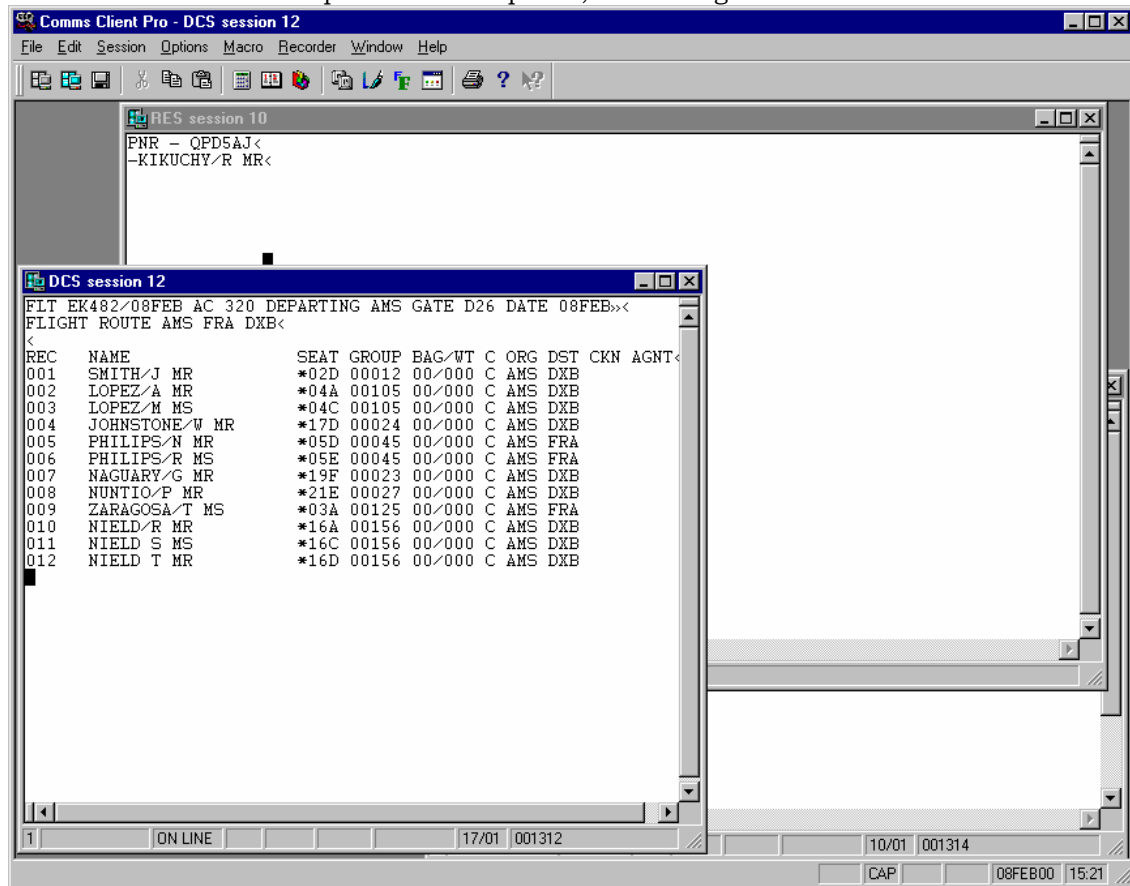 Comms Client Pro - DCS session 12
File Edit Session Options Macro Recorder Window Help
RES session 10
PNR - QPD5AJ<
-KIKUCHY/R MR<
DCS session 12
FLT EK482/08FEB AC 320 DEPARTING AMS GATE D26 DATE 08FEB»<
FLIGHT ROUTE AMS FRA DXB<
<
REC NAME SEAT GROUP BAG/WT C ORG DST CKN AGNT<
001 SMITH/J MR *02D 00012 00/000 C AMS DXB
002 LOPEZ/A MR *04A 00105 00/000 C AMS DXB
003 LOPEZ/M MS *04C 00105 00/000 C AMS DXB
004 JOHNSTONE/W MR *17D 00024 00/000 C AMS DXB
005 PHILIPS/N MR *05D 00045 00/000 C AMS FRA
006 PHILIPS/R MS *05E 00045 00/000 C AMS FRA
007 NAGUARY/G MR *19F 00023 00/000 C AMS DXB
008 NUNTIO/P MR *21E 00027 00/000 C AMS DXB
009 ZARAGOSA/T MS *03A 00125 00/000 C AMS FRA
010 NIELD/R MR *16A 00156 00/000 C AMS DXB
011 NIELD S MS *16C 00156 00/000 C AMS DXB
012 NIELD T MR *16D 00156 00/000 C AMS DXB
1 ON LINE 17/01 001312
10/01 001314
CAP 08FEB00 15:21